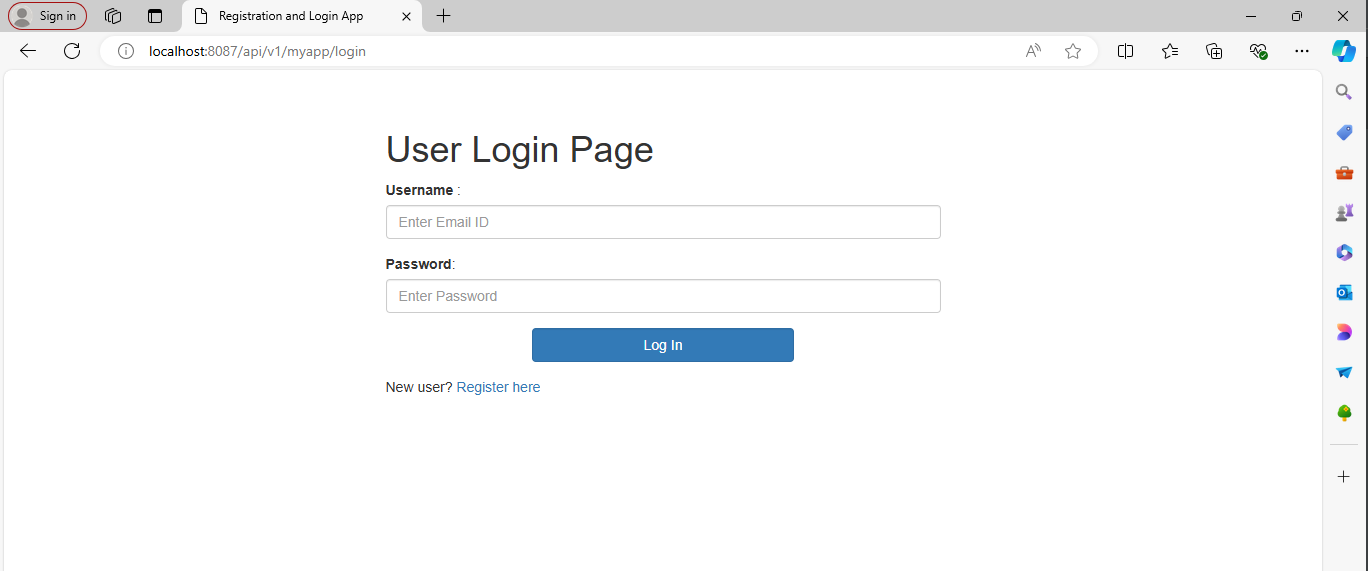 Sign in
Registration and Login App
localhost:8087/api/v1/myapp/login
User Login Page
Username :
Enter Email ID
Password:
Enter Password
Log In
New user? Register here